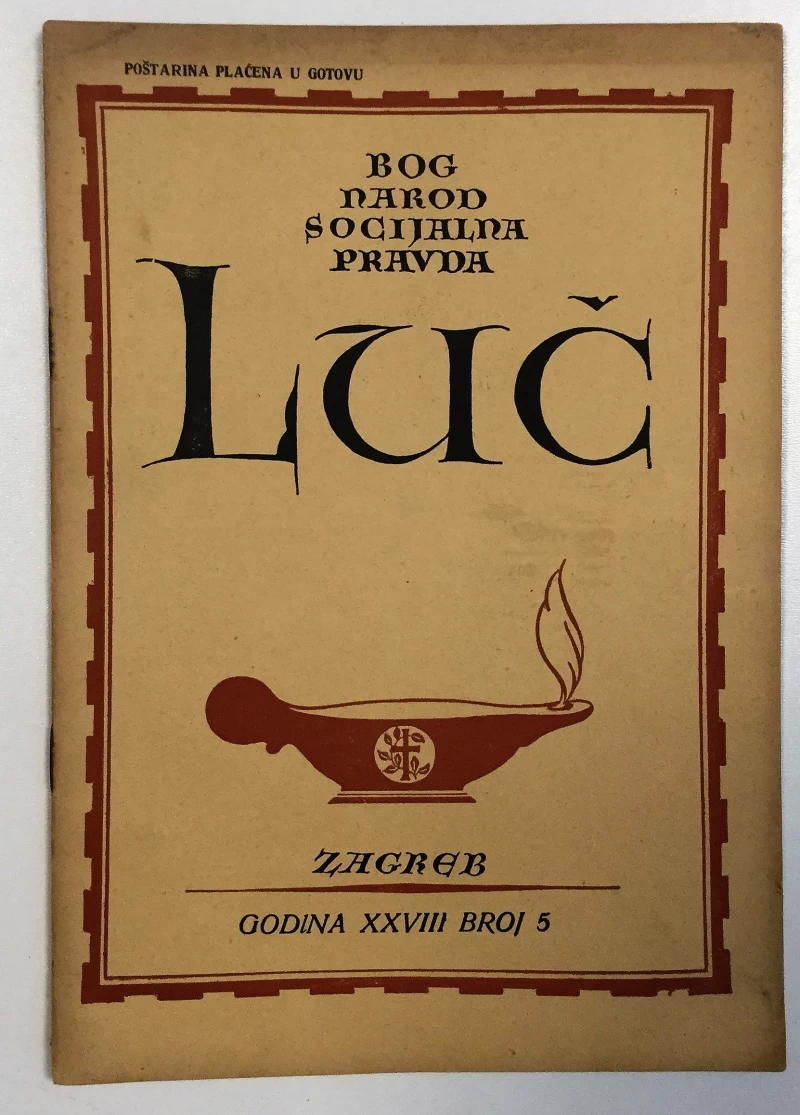 POŠTARINA PLAĆENA U GOTOVU
BOG
NAROD
SOCIJALNA
PRAVDA
LUČ
ZAGREB
GODINA XXVIII BROJ 5